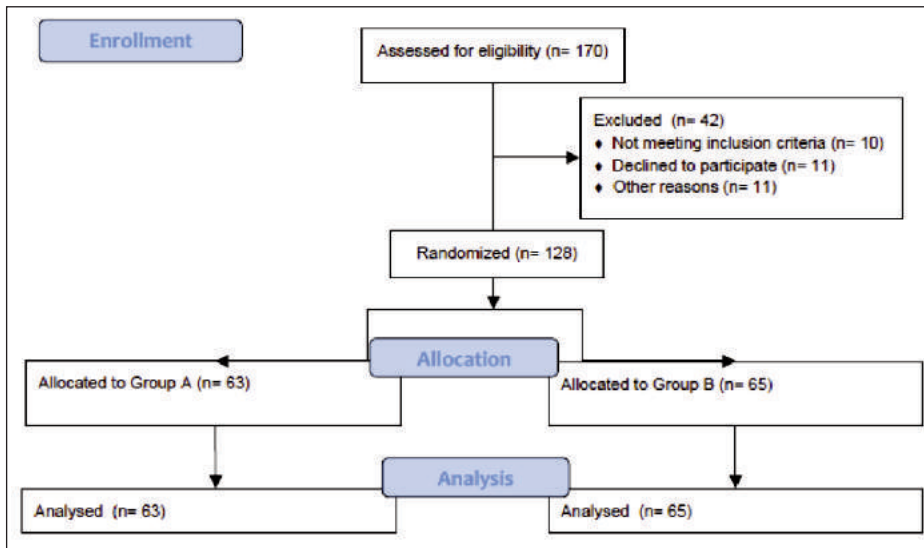 Enrollment
Assessed for eligibility (n= 170)
Excluded (n= 42)
♦ Not meeting inclusion criteria (n= 10)
♦ Declined to participate (n= 11)
♦ Other reasons (n= 11)
Randomized (n= 128)
Allocation
Allocated to Group A (n= 63)
Allocated to Group B (n= 65)
Analysis
Analysed (n= 63)
Analysed (n= 65)